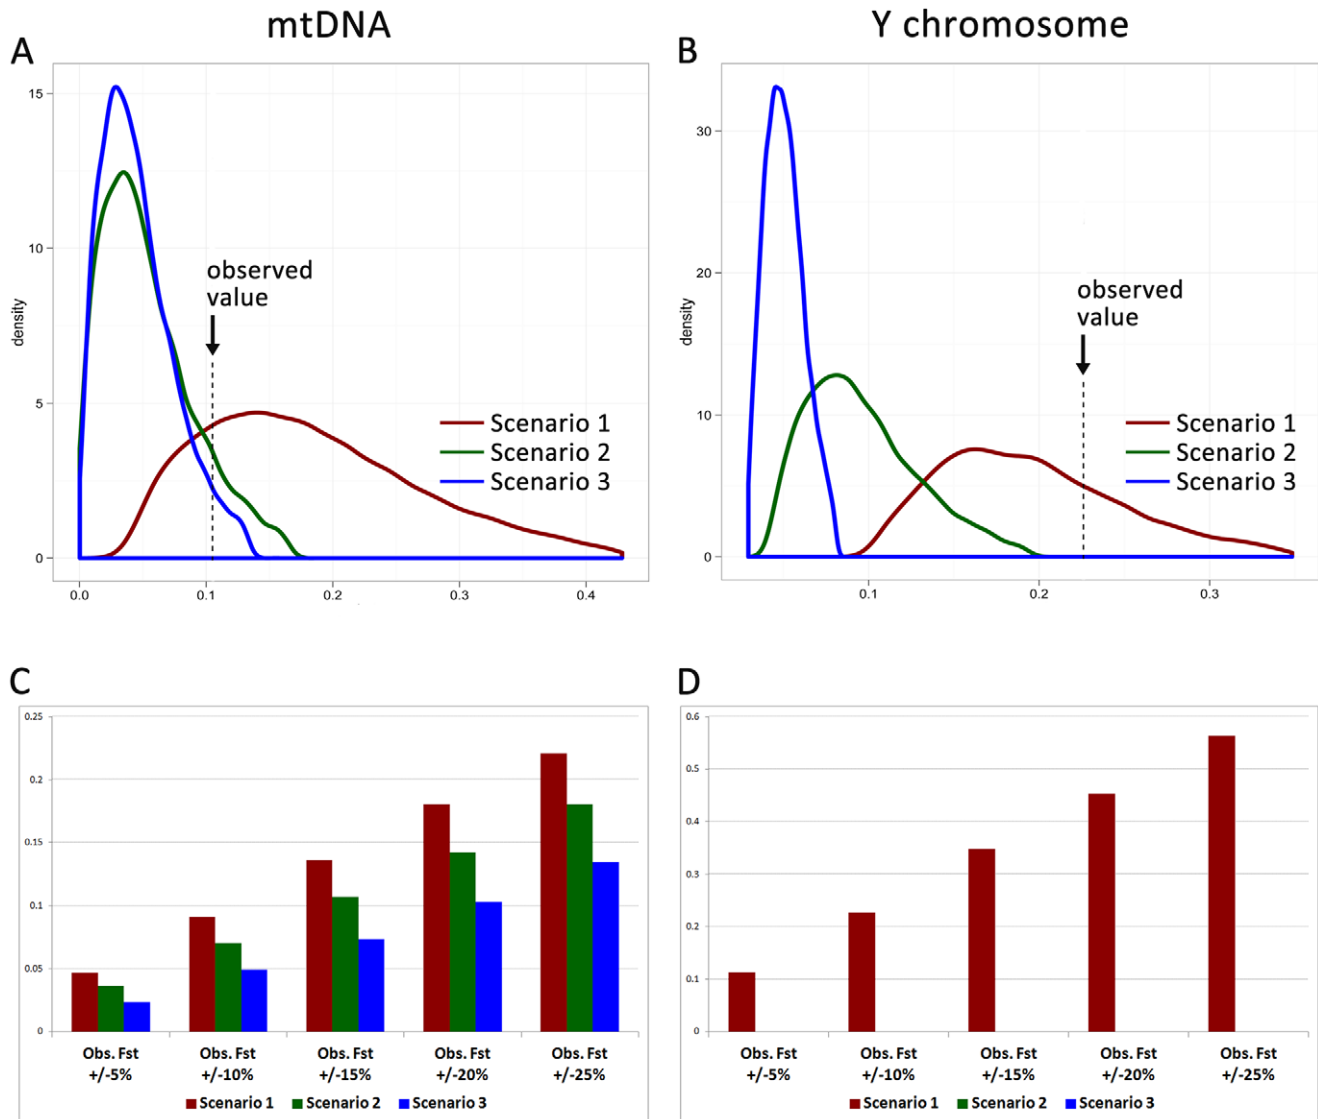 mtDNA
Y chromosome
A
15
10
5
0
density
observed
value
Scenario 1
Scenario 2
Scenario 3
0.0
0.1
0.2
0.3
0.4
B
30
20
10
0
density
observed
value
Scenario 1
Scenario 2
Scenario 3
0.1
0.2
0.3
C
0.25
0.2
0.15
0.1
0.05
0
Obs. Fst
+/-5%
Obs. Fst
+/-10%
Obs. Fst
+/-15%
Obs. Fst
+/-20%
Obs. Fst
+/-25%
Scenario 1
Scenario 2
Scenario 3
D
0.6
0.5
0.4
0.3
0.2
0.1
0
Obs. Fst
+/-5%
Obs. Fst
+/-10%
Obs. Fst
+/-15%
Obs. Fst
+/-20%
Obs. Fst
+/-25%
Scenario 1
Scenario 2
Scenario 3